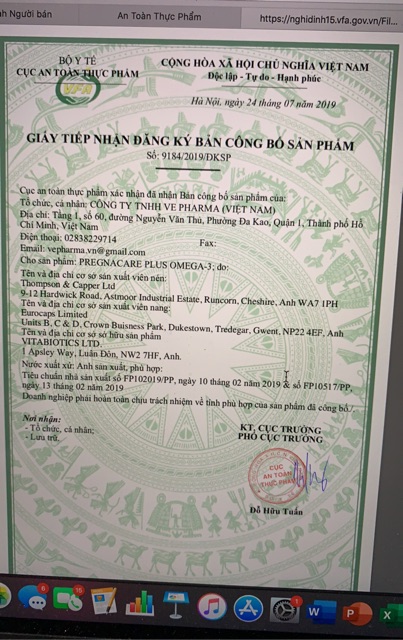 nh Người bán
An Toàn Thực Phẩm
https://nghidinh15.vfa.gov.vn/Fil...
BỘ Y TẾ
CỤC AN TOÀN THỰC PHẨM
VFA
CỘNG HÒA XÃ HỘI CHỦ NGHĨA VIỆT NAM
Độc lập - Tự do - Hạnh phúc
Hà Nội, ngày 24 tháng 07 năm 2019
GIẤY TIẾP NHẬN ĐĂNG KÝ BẢN CÔNG BỐ SẢN PHẨM
Số: 9184/2019/ĐKSP
Cục an toàn thực phẩm xác nhận đã nhận Bản công bố sản phẩm của:
Tổ chức, cá nhân: CÔNG TY TNHH VE PHARMA (VIỆT NAM)
Địa chỉ: Tầng 1, số 60, đường Nguyễn Văn Thủ, Phường Đa Kao, Quận 1, Thành phố Hồ
Chí Minh, Việt Nam
Điện thoại: 02838229714 Fax:
Email: vepharma.vn@gmail.com
Cho sản phẩm: PREGNACARE PLUS OMEGA-3; do:
Tên và địa chỉ cơ sở sản xuất viên nén:
Thompson & Capper Ltd
9-12 Hardwick Road, Astmoor Industrial Estate, Runcorn, Cheshire, Anh WA7 1PH
Tên và địa chỉ cơ sở sản xuất viên nang:
Eurocaps Limited
Units B, C & D, Crown Buisness Park, Dukestown, Tredegar, Gwent, NP22 4EF, Anh
Tên và địa chỉ cơ sở sở hữu sản phẩm
VITABIOTICS LTD
1 Apsley Way, Luân Đôn, NW2 7HF, Anh.
Nước xuất xứ: Anh sản xuất, phù hợp:
Tiêu chuẩn nhà sản xuất số FP102019/PP, ngày 10 tháng 02 năm 2019 & số FP10517/PP,
ngày 13 tháng 02 năm 2019
Doanh nghiệp phải hoàn toàn chịu trách nhiệm về tính phù hợp của sản phẩm đã công bố./.
Nơi nhận:
- Tổ chức, cá nhân;
- Lưu trữ.
KT. CỤC TRƯỞNG
PHÓ CỤC TRƯỞNG
CỤC
AN TOÀN
THỰC PHẨM
Đỗ Hữu Tuấn
W
P
X